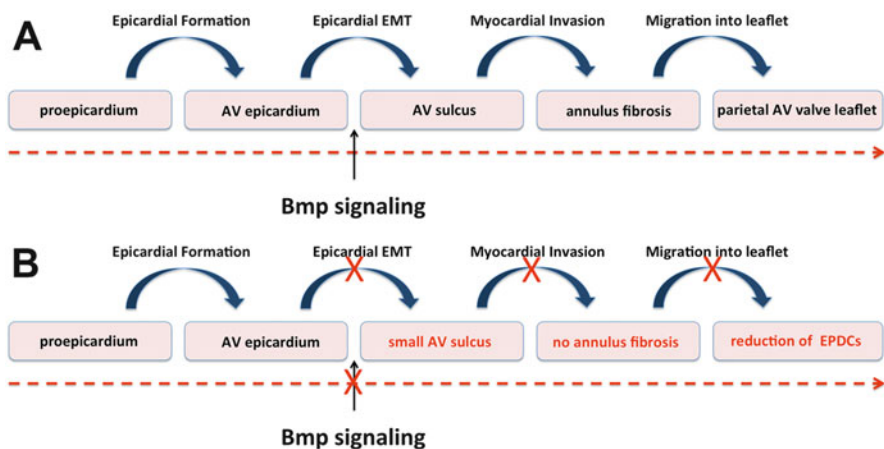 A
Epicardial Formation Epicardial EMT Myocardial Invasion Migration into leaflet
proepicardium AV epicardium AV sulcus annulus fibrosis parietal AV valve leaflet
Bmp signaling
B
Epicardial Formation Epicardial EMT Myocardial Invasion Migration into leaflet
proepicardium AV epicardium small AV sulcus no annulus fibrosis reduction of EPDCs
Bmp signaling